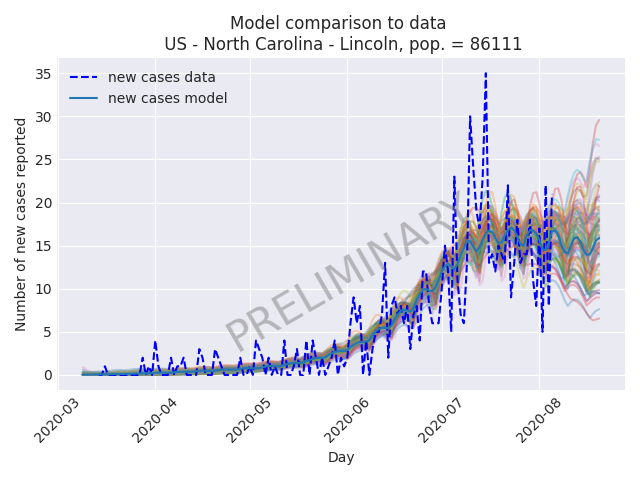 Model comparison to data
US - North Carolina - Lincoln, pop. = 86111
new cases data
new cases model
Number of new cases reported
35
30
25
20
15
10
5
0
PRELIMINARY
2020-03
2020-04
2020-05
2020-06
2020-07
2020-08
Day